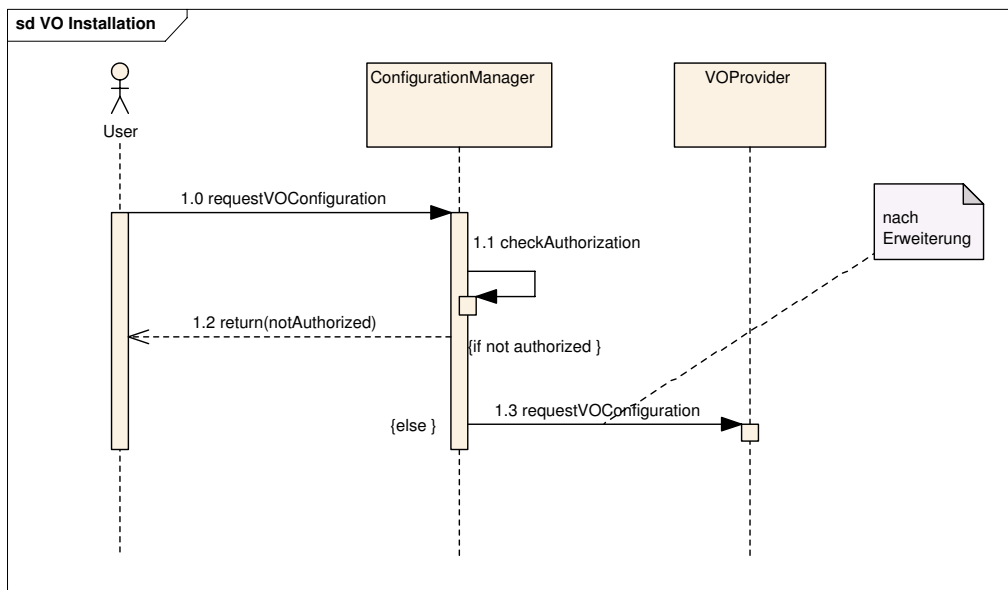 sd VO Installation
User
ConfigurationManager
VOProvider
1.0 requestVOConfiguration
nach
Erweiterung
1.1 checkAuthorization
1.2 return(notAuthorized)
{if not authorized }
1.3 requestVOConfiguration
{else }